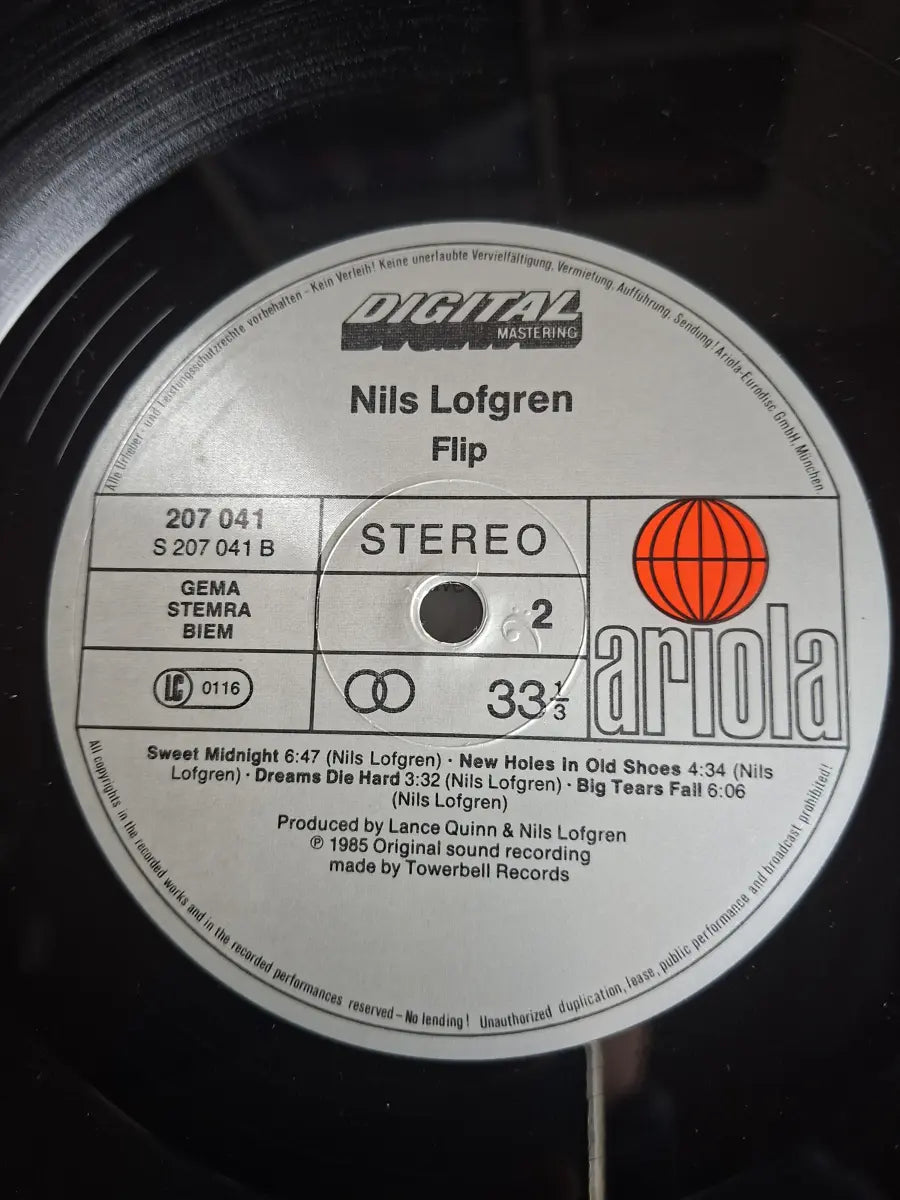 Alle Urheber- und Leistungsschutzrechte vorbehalten - Kein Verleih! Keine unerlaubte Vervielfältigung, Vermietung, Aufführung, Sendung! Ariola-Eurodisc GmbH, München.
DIGITAL
MASTERING
Nils Lofgren
Flip
207 041
S 207 041 B
STEREO
GEMA
STEMRA
BIEM
2
LC 0116
33 1/3
ariola
Sweet Midnight 6:47 (Nils Lofgren) · New Holes in Old Shoes 4:34 (Nils
Lofgren) · Dreams Die Hard 3:32 (Nils Lofgren) · Big Tears Fall 6:06
(Nils Lofgren)
Produced by Lance Quinn & Nils Lofgren
℗ 1985 Original sound recording
made by Towerbell Records
All copyrights in the recorded works and in the recorded performances reserved – No lending! Unauthorized duplication, lease, public performance and broadcast prohibited!